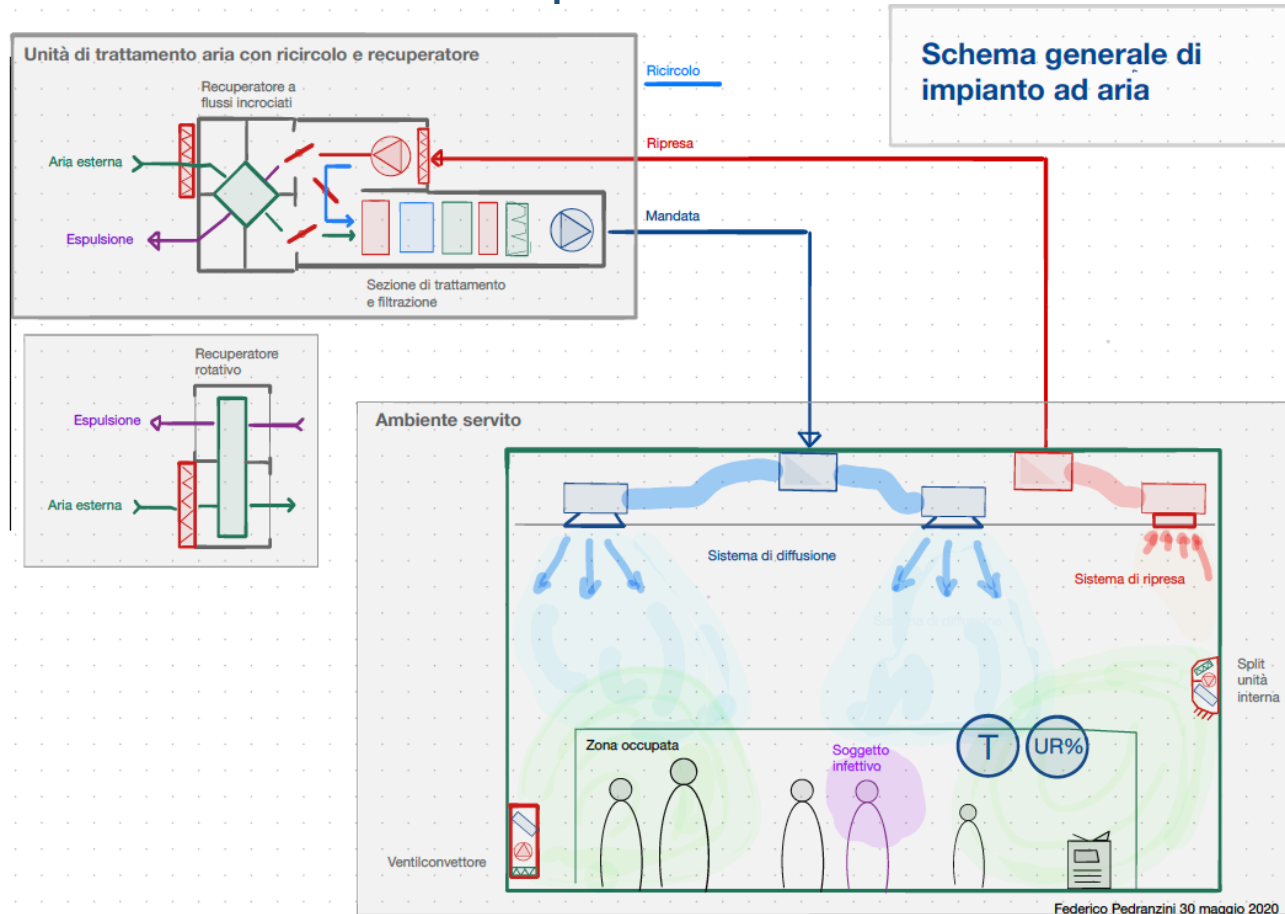 Schema generale di
impianto ad aria
Unità di trattamento aria con ricircolo e recuperatore
Recuperatore a
flussi incrociati
Aria esterna
Espulsione
Sezione di trattamento
e filtrazione
Ricircolo
Ripresa
Mandata
Recuperatore
rotativo
Espulsione
Aria esterna
Ambiente servito
Sistema di diffusione
Sistema di ripresa
Split
unità
interna
Zona occupata
Soggetto
infettivo
T
UR%
Ventilconvettore
Federico Pedranzini 30 maggio 2020